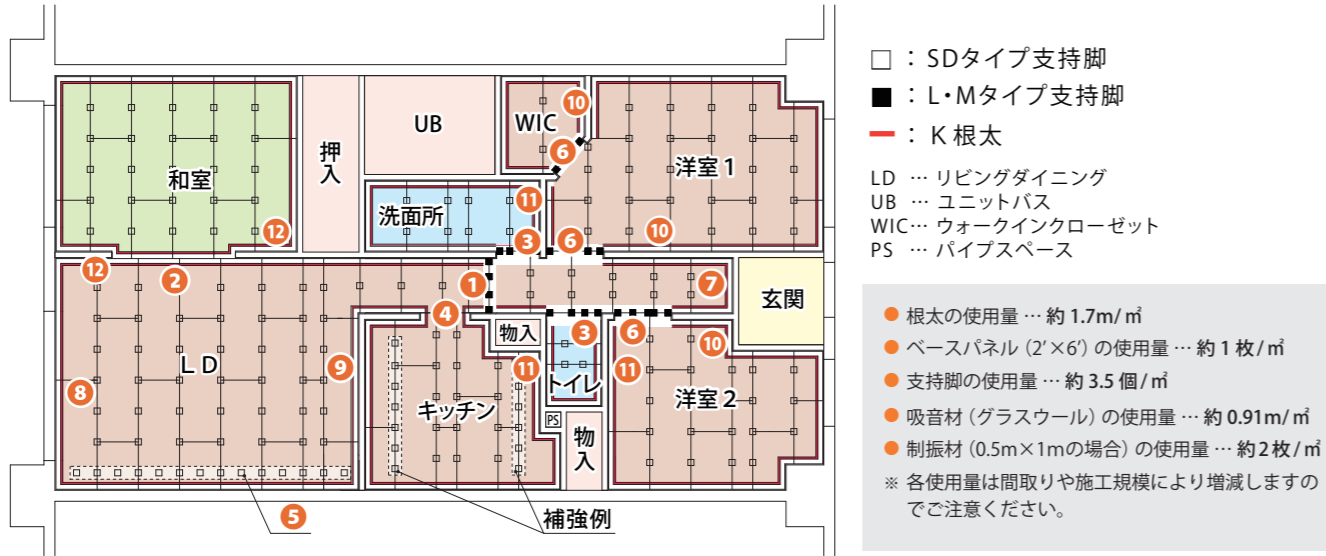 UB
WIC
⑩
⑥
洋室1
押入
和室
洗面所
⑪
⑫
③
⑥
⑩
⑫
②
①
⑦
玄関
④
物入
③
⑥
⑩
LD
⑨
⑧
キッチン
⑪
トイレ
⑪
洋室2
PS
物入
⑤
補強例
□ : SDタイプ支持脚
■ : L・Mタイプ支持脚
━ : K根太
LD … リビングダイニング
UB … ユニットバス
WIC… ウォークインクローゼット
PS … パイプスペース
● 根太の使用量 … 約1.7m/㎡
● ベースパネル(2'×6')の使用量 … 約1枚/㎡
● 支持脚の使用量 … 約3.5個/㎡
● 吸音材(グラスウール)の使用量 … 約0.91m/㎡
● 制振材(0.5m×1mの場合)の使用量 … 約2枚/㎡
※ 各使用量は間取りや施工規模により増減しますの
でご注意ください。